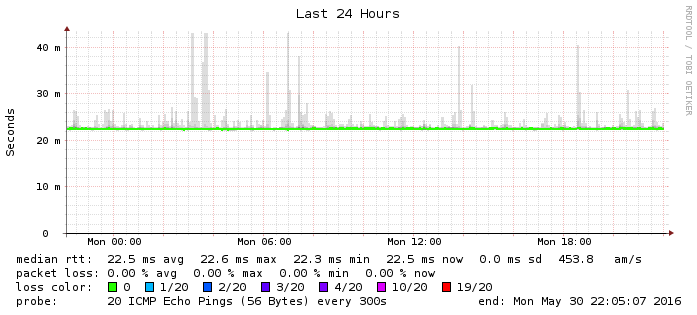 Last 24 Hours
RRDTOOL / TOBI OETIKER
Seconds
40 m
30 m
20 m
10 m
0
Mon 00:00 Mon 06:00 Mon 12:00 Mon 18:00
median rtt: 22.5 ms avg 22.6 ms max 22.3 ms min 22.5 ms now 0.0 ms sd 453.8 am/s
packet loss: 0.00 % avg 0.00 % max 0.00 % min 0.00 % now
loss color: 0 1/20 2/20 3/20 4/20 10/20 19/20
probe: 20 ICMP Echo Pings (56 Bytes) every 300s end: Mon May 30 22:05:07 2016